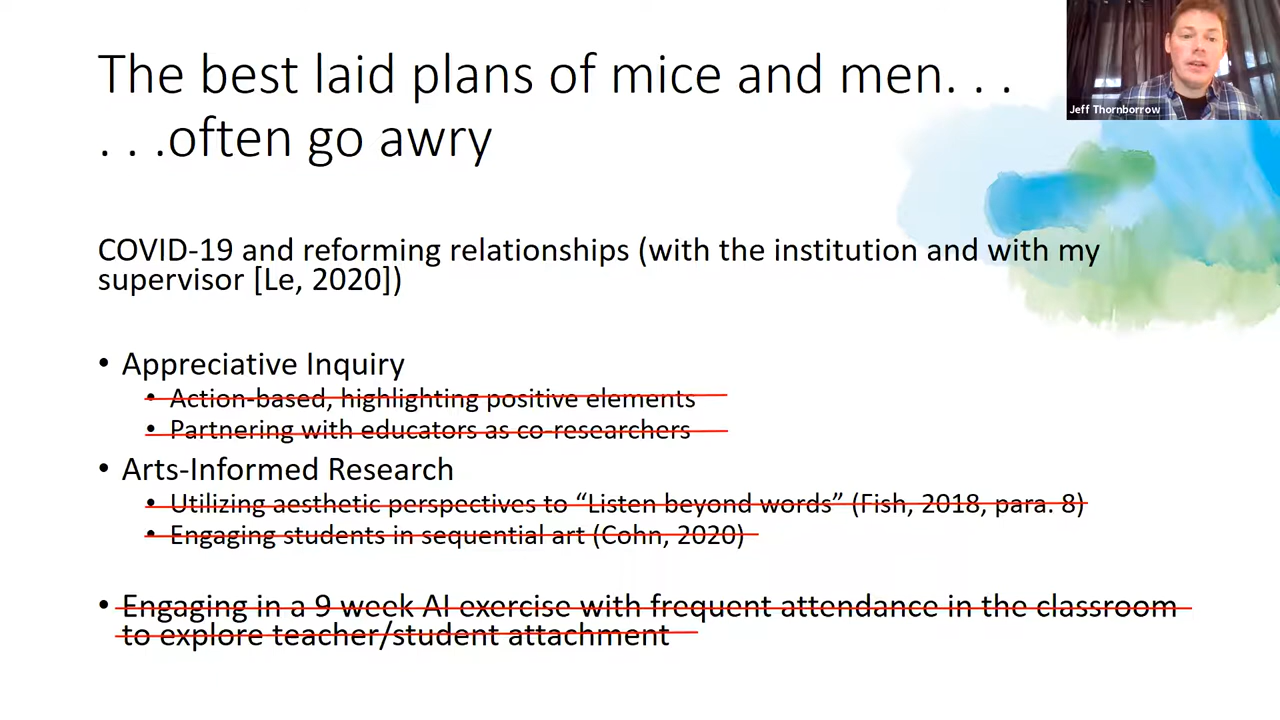 The best laid plans of mice and men. . .
. . .often go awry
Jeff Thornborrow
COVID-19 and reforming relationships (with the institution and with my
supervisor [Le, 2020])
• Appreciative Inquiry
• Action-based, highlighting positive elements
• Partnering with educators as co-researchers
• Arts-Informed Research
• Utilizing aesthetic perspectives to “Listen beyond words” (Fish, 2018, para. 8)
• Engaging students in sequential art (Cohn, 2020)
• Engaging in a 9 week AI exercise with frequent attendance in the classroom
to explore teacher/student attachment